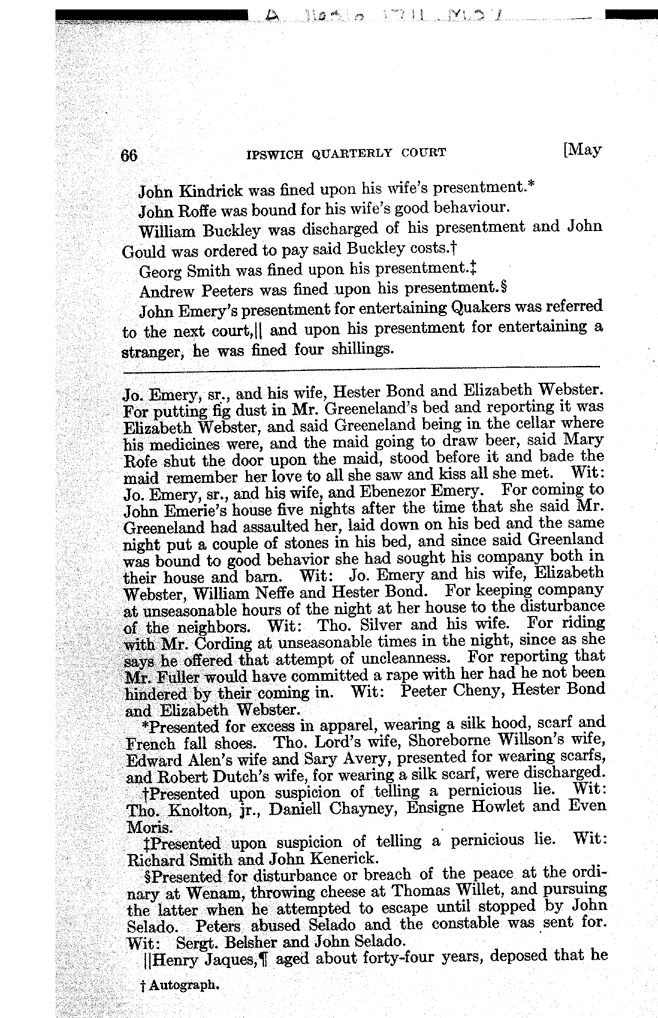 66 IPSWICH QUARTERLY COURT [May
John Kindrick was fined upon his wife's presentment.*
John Roffe was bound for his wife's good behaviour.
William Buckley was discharged of his presentment and John
Gould was ordered to pay said Buckley costs.†
Georg Smith was fined upon his presentment.‡
Andrew Peeters was fined upon his presentment.§
John Emery's presentment for entertaining Quakers was referred
to the next court,|| and upon his presentment for entertaining a
stranger, he was fined four shillings.
Jo. Emery, sr., and his wife, Hester Bond and Elizabeth Webster.
For putting fig dust in Mr. Greeneland's bed and reporting it was
Elizabeth Webster, and said Greeneland being in the cellar where
his medicines were, and the maid going to draw beer, said Mary
Rofe shut the door upon the maid, stood before it and bade the
maid remember her love to all she saw and kiss all she met. Wit:
Jo. Emery, sr., and his wife, and Ebenezor Emery. For coming to
John Emerie's house five nights after the time that she said Mr.
Greeneland had assaulted her, laid down on his bed and the same
night put a couple of stones in his bed, and since said Greenland
was bound to good behavior she had sought his company both in
their house and barn. Wit: Jo. Emery and his wife, Elizabeth
Webster, William Neffe and Hester Bond. For keeping company
at unseasonable hours of the night at her house to the disturbance
of the neighbors. Wit: Tho. Silver and his wife. For riding
with Mr. Cording at unseasonable times in the night, since as she
says he offered that attempt of uncleanness. For reporting that
Mr. Fuller would have committed a rape with her had he not been
hindered by their coming in. Wit: Peeter Cheny, Hester Bond
and Elizabeth Webster.
*Presented for excess in apparel, wearing a silk hood, scarf and
French fall shoes. Tho. Lord's wife, Shoreborne Willson's wife,
Edward Alen's wife and Sary Avery, presented for wearing scarfs,
and Robert Dutch's wife, for wearing a silk scarf, were discharged.
†Presented upon suspicion of telling a pernicious lie. Wit:
Tho. Knolton, jr., Daniell Chayney, Ensigne Howlet and Even
Moris.
‡Presented upon suspicion of telling a pernicious lie. Wit:
Richard Smith and John Kenerick.
§Presented for disturbance or breach of the peace at the ordi-
nary at Wenam, throwing cheese at Thomas Willet, and pursuing
the latter when he attempted to escape until stopped by John
Selado. Peters abused Selado and the constable was sent for.
Wit: Sergt. Belsher and John Selado.
||Henry Jaques,¶ aged about forty-four years, deposed that he
† Autograph.